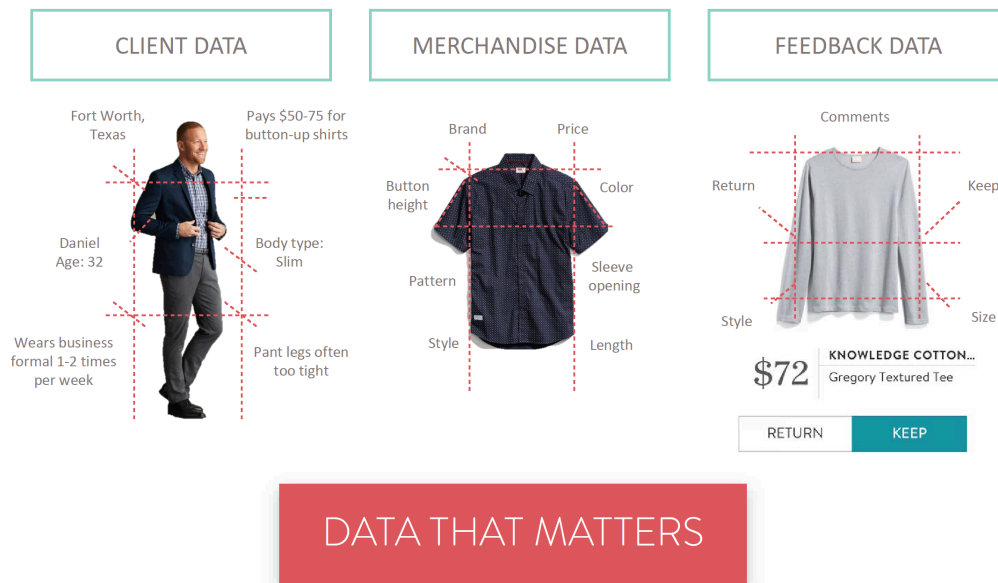 CLIENT DATA
Fort Worth,
Texas
Pays $50-75 for
button-up shirts
Daniel
Age: 32
Body type:
Slim
Wears business
formal 1-2 times
per week
Pant legs often
too tight
MERCHANDISE DATA
Brand
Price
Button
height
Color
Pattern
Sleeve
opening
Style
Length
FEEDBACK DATA
Comments
Return
Keep
Style
Size
$72
KNOWLEDGE COTTON...
Gregory Textured Tee
RETURN
KEEP
DATA THAT MATTERS